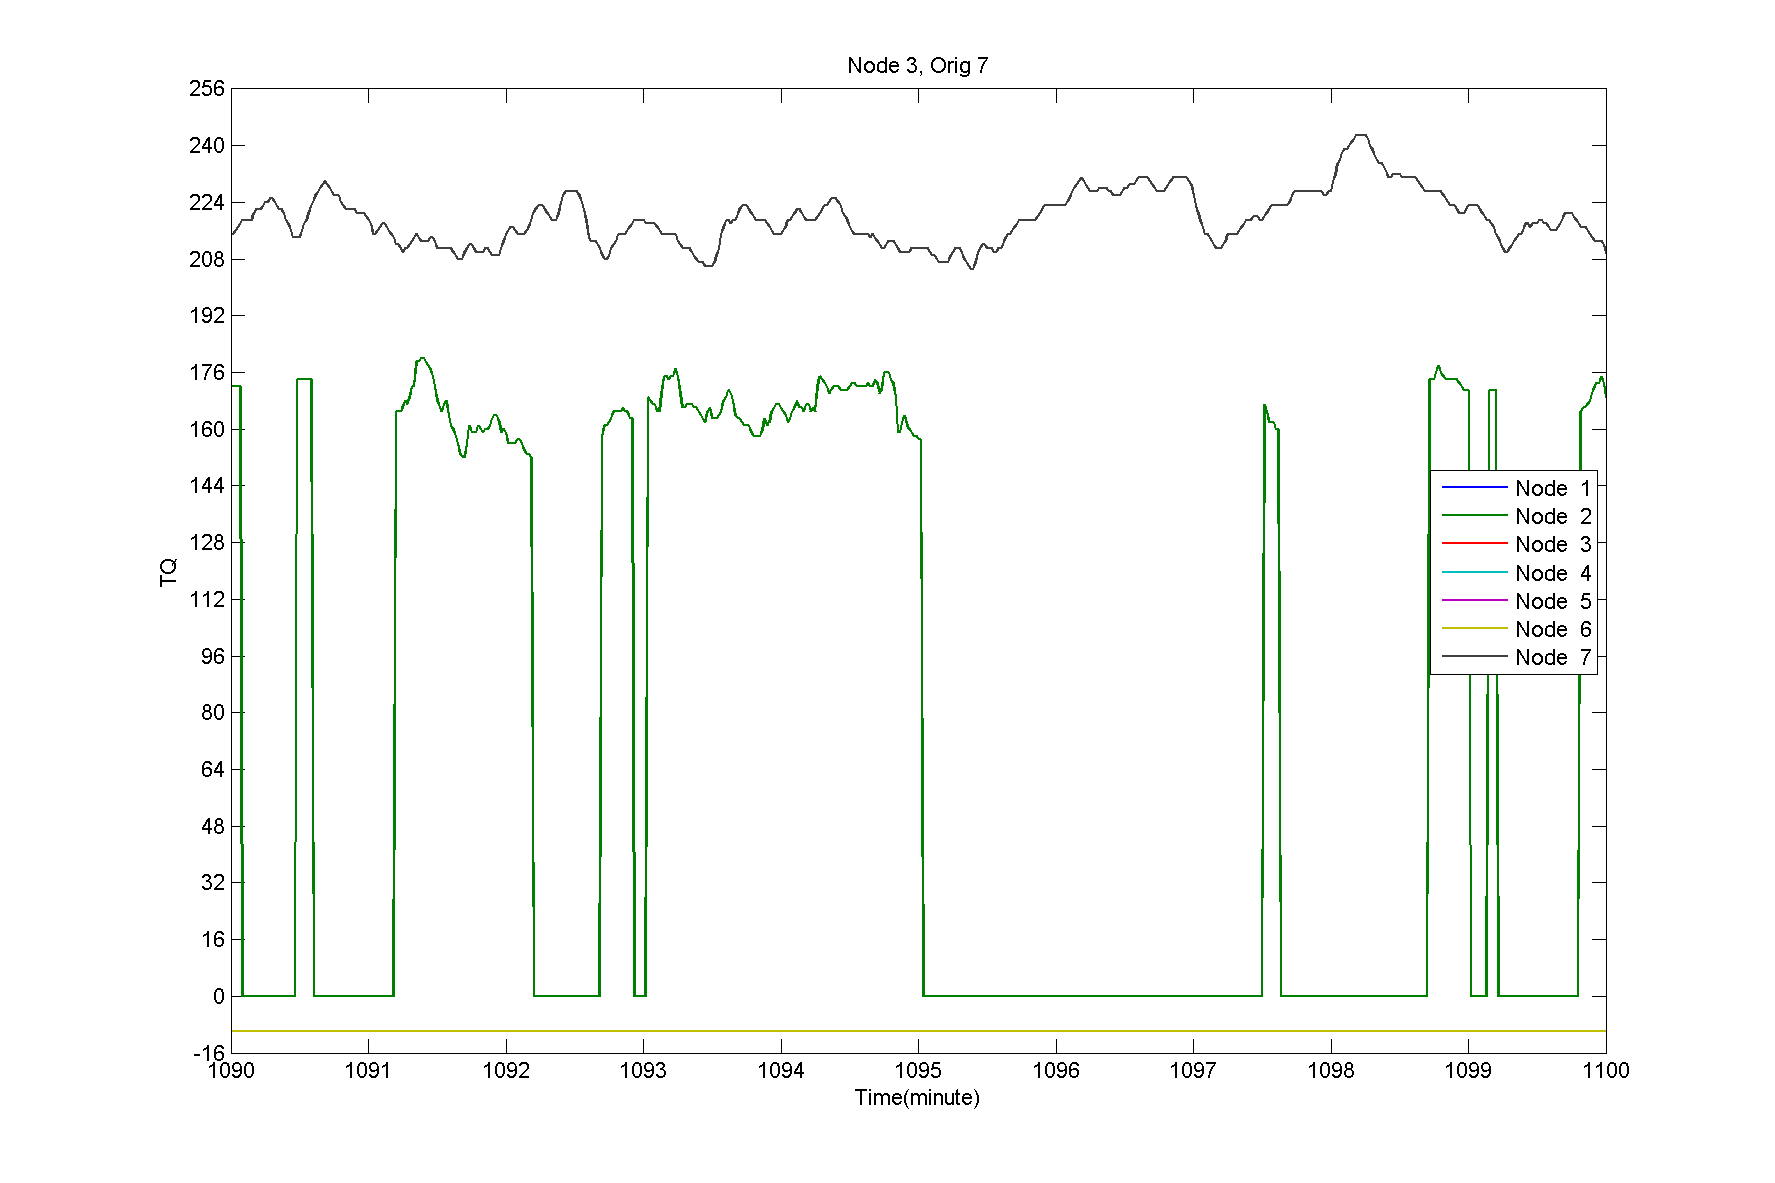 Node 3, Orig 7
256
240
224
208
192
176
160
144
128
112
96
80
64
48
32
16
0
-16
TQ
Node 1
Node 2
Node 3
Node 4
Node 5
Node 6
Node 7
1090 1091 1092 1093 1094 1095 1096 1097 1098 1099 1100
Time(minute)